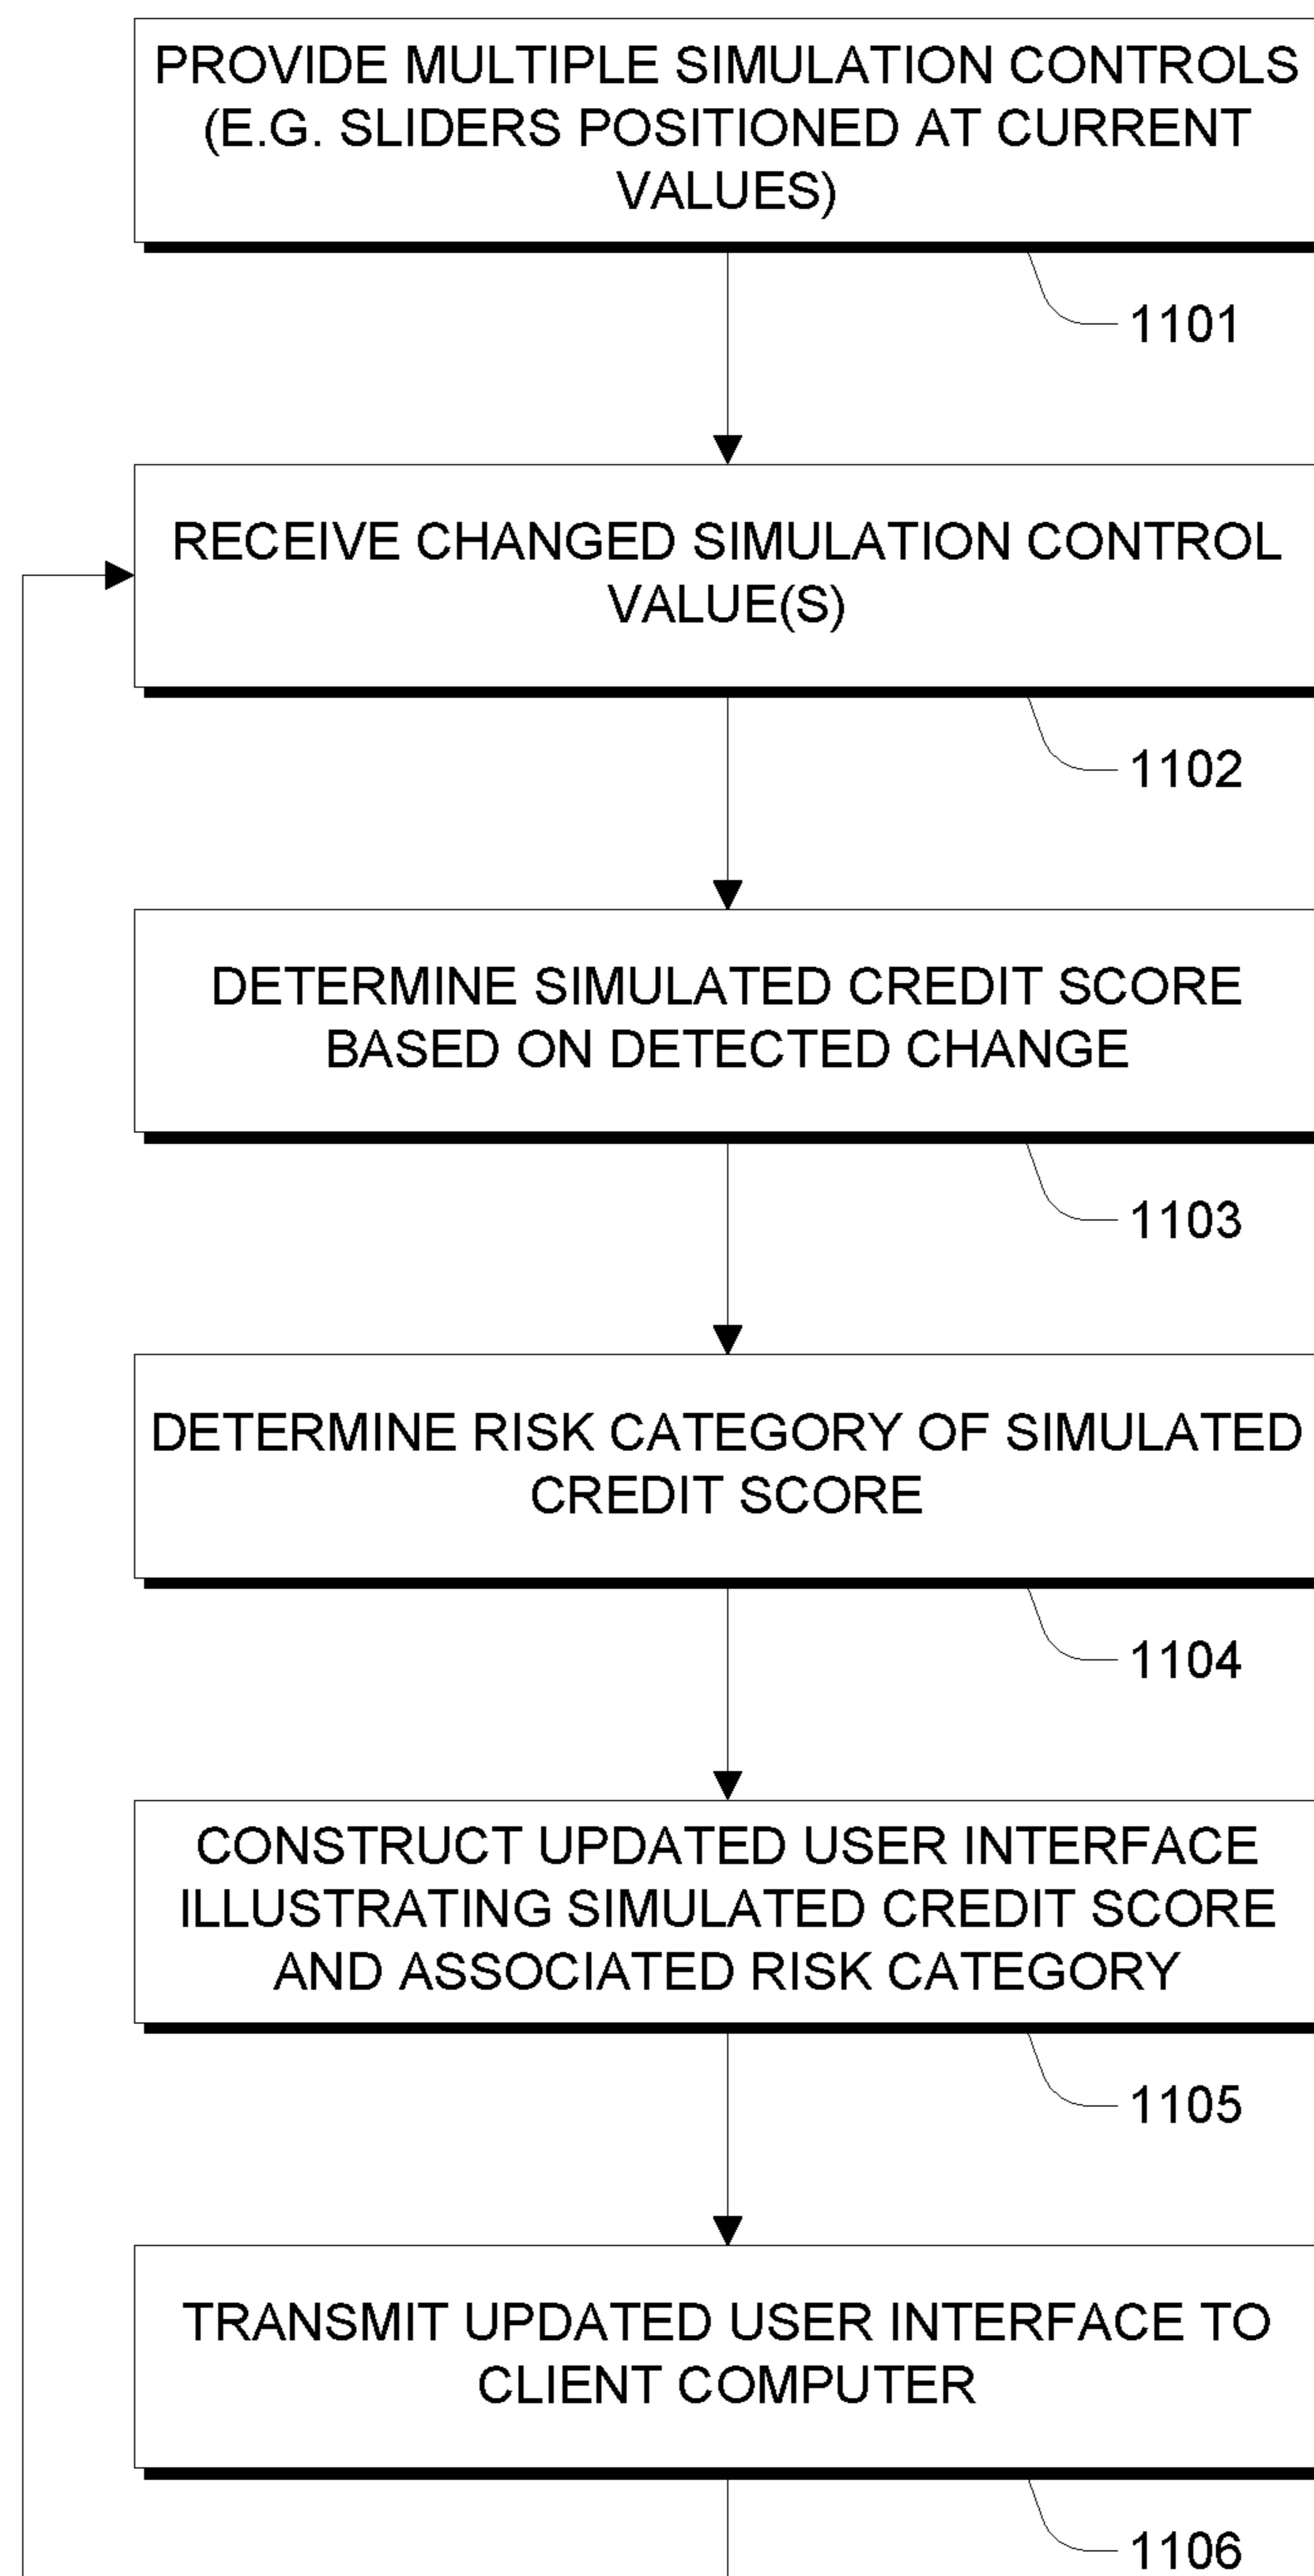 PROVIDE MULTIPLE SIMULATION CONTROLS
(E.G. SLIDERS POSITIONED AT CURRENT
VALUES)
1101
RECEIVE CHANGED SIMULATION CONTROL
VALUE(S)
1102
DETERMINE SIMULATED CREDIT SCORE
BASED ON DETECTED CHANGE
1103
DETERMINE RISK CATEGORY OF SIMULATED
CREDIT SCORE
1104
CONSTRUCT UPDATED USER INTERFACE
ILLUSTRATING SIMULATED CREDIT SCORE
AND ASSOCIATED RISK CATEGORY
1105
TRANSMIT UPDATED USER INTERFACE TO
CLIENT COMPUTER
1106